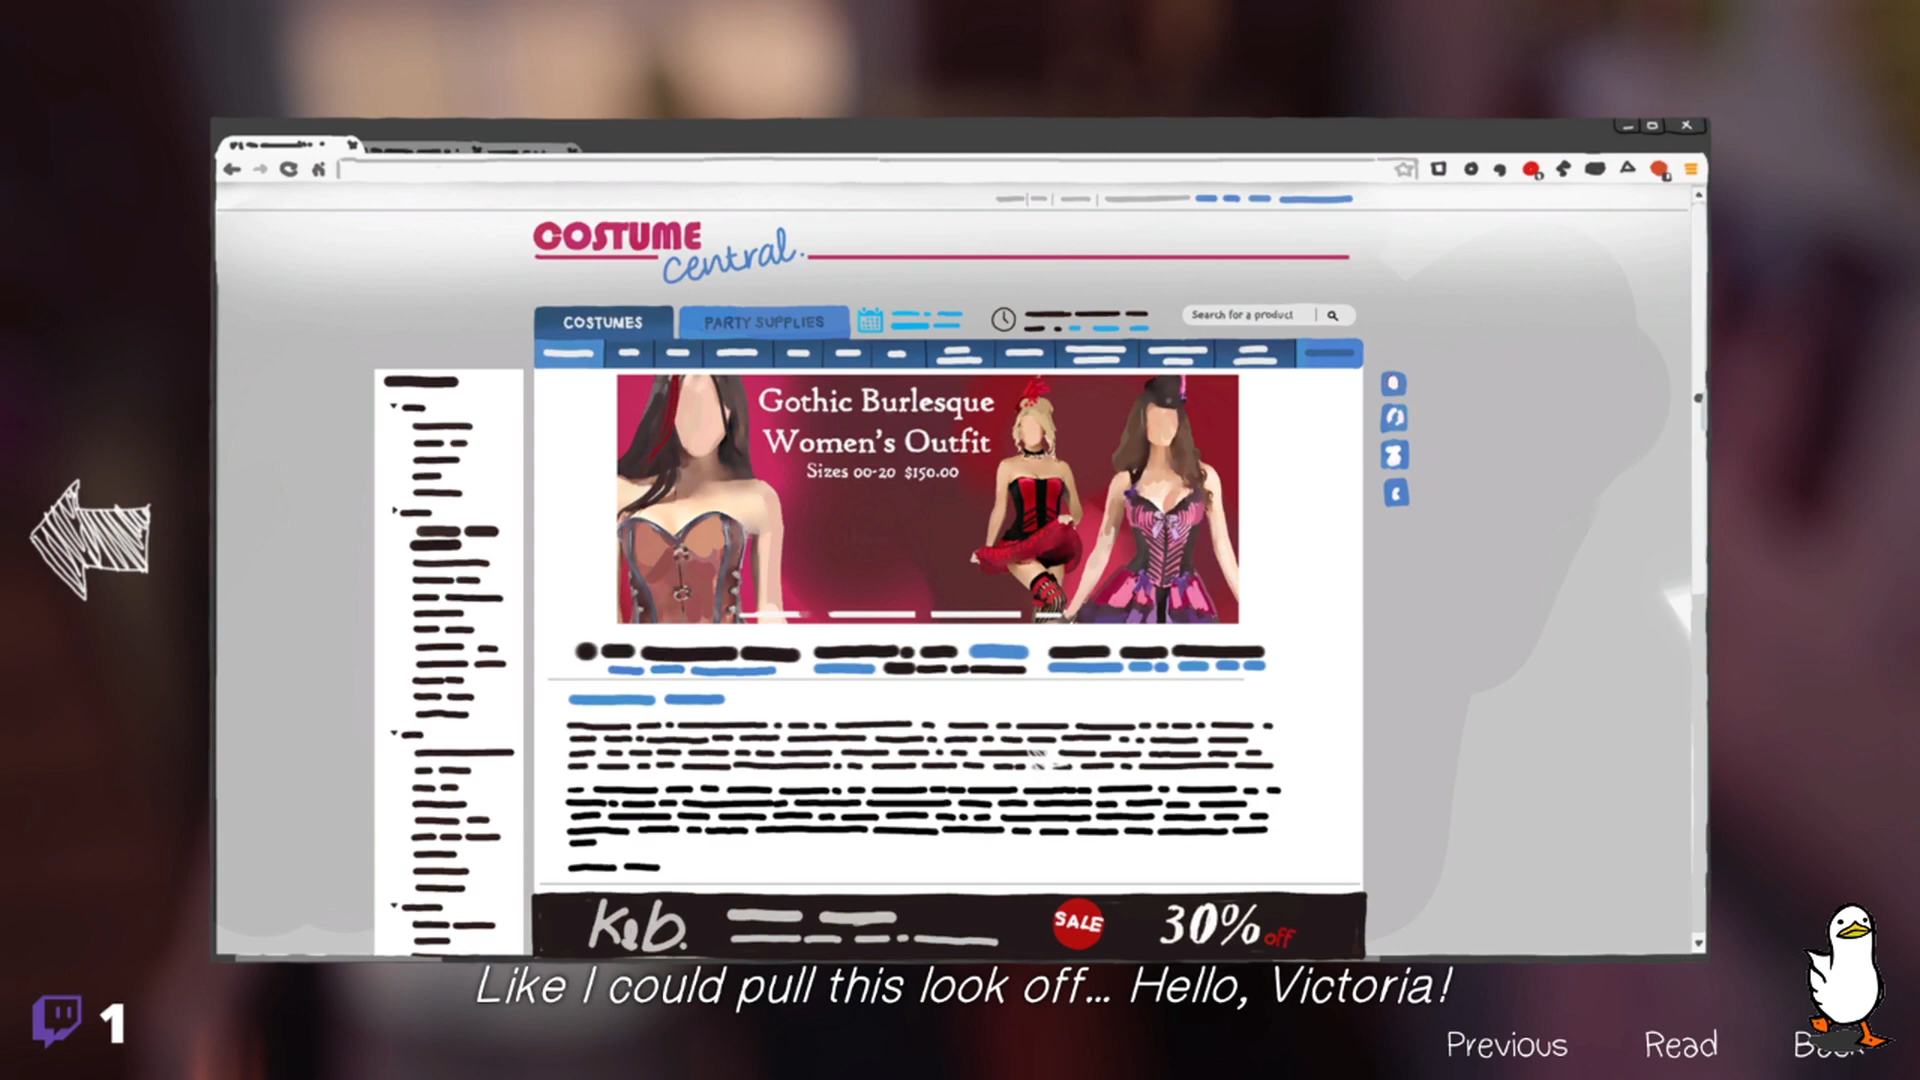 COSTUME
central.
COSTUMES
PARTY SUPPLIES
Search for a product
Gothic Burlesque
Women's Outfit
Sizes 00-20 $150.00
K&b.
SALE
30% off
Like I could pull this look off... Hello, Victoria!
1
Previous
Read
Back